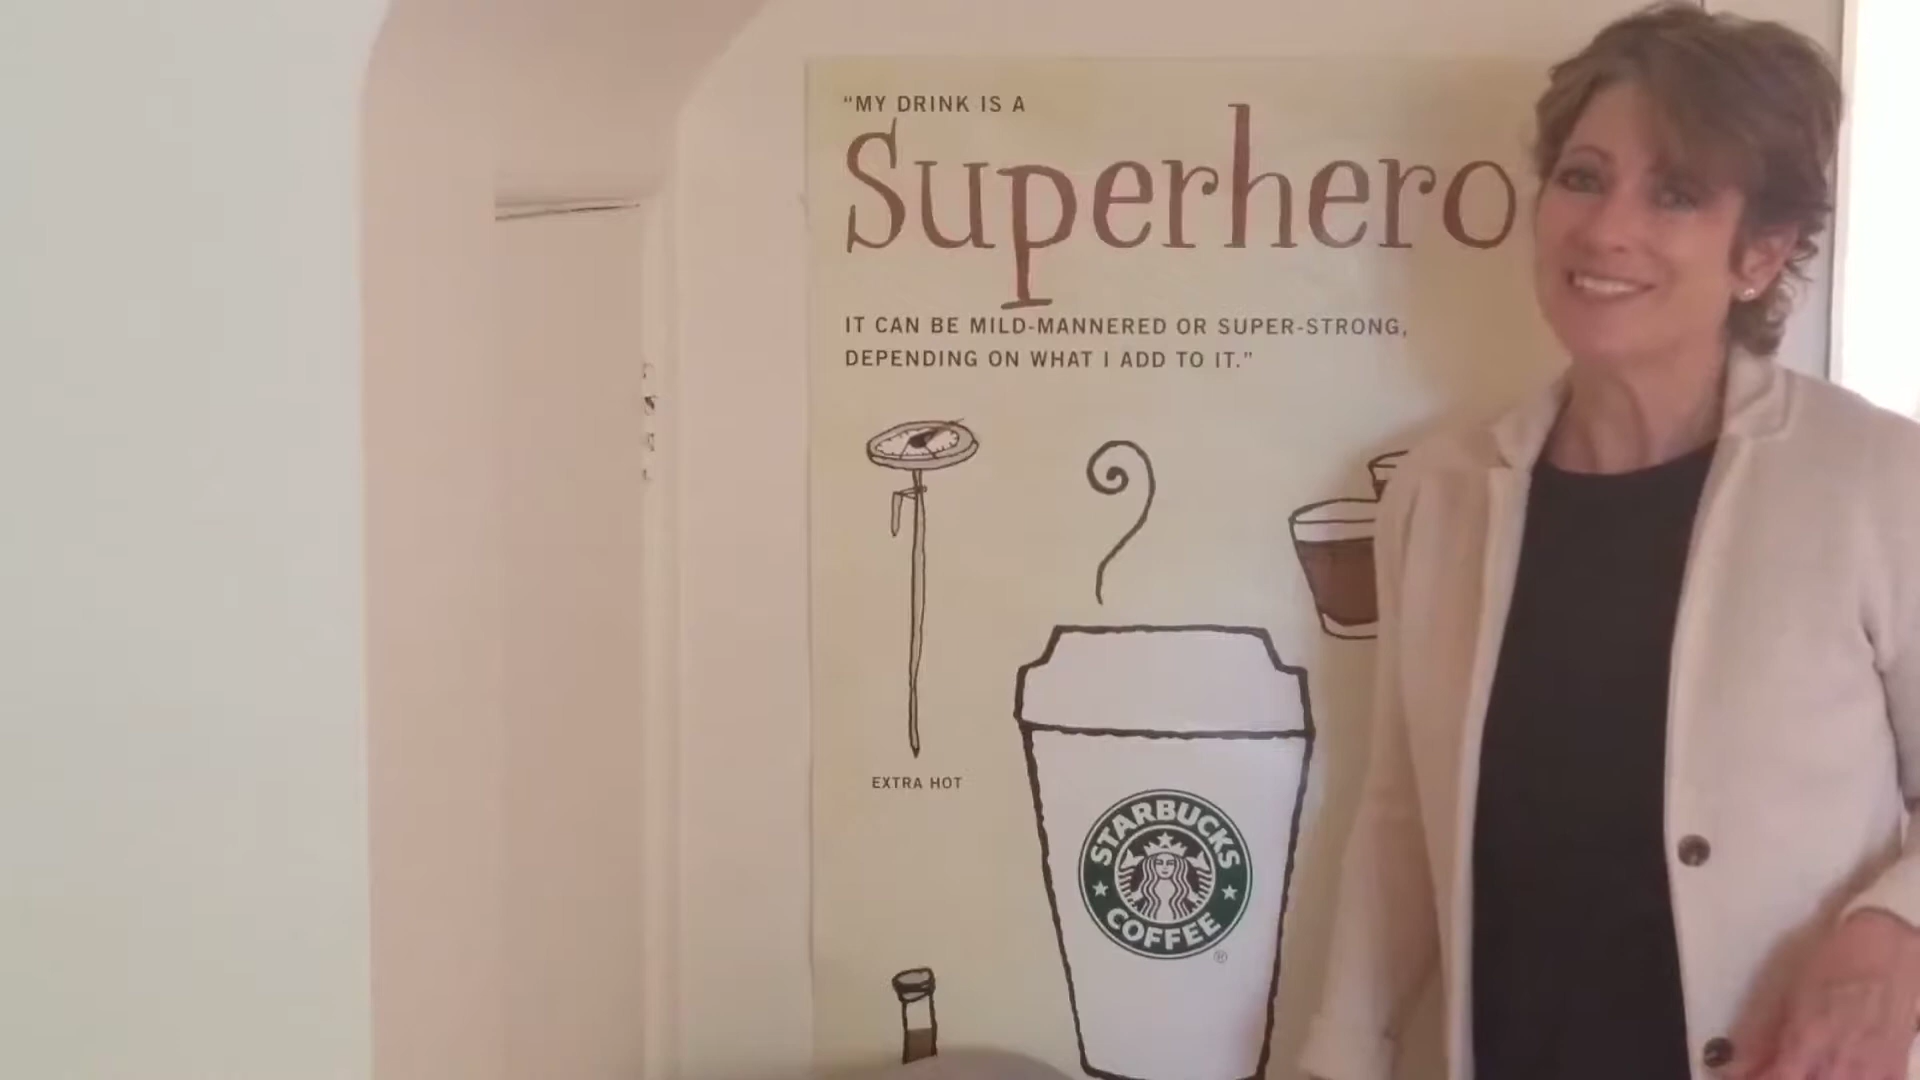 “MY DRINK IS A
Superhero
IT CAN BE MILD-MANNERED OR SUPER-STRONG,
DEPENDING ON WHAT I ADD TO IT.”
EXTRA HOT
STARBUCKS
COFFEE
®